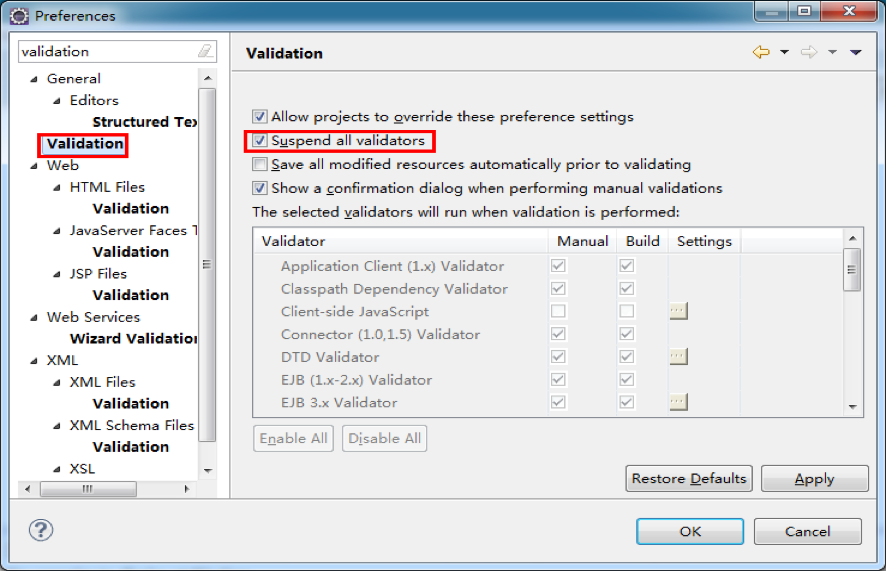 Preferences
validation
General
Editors
Structured Tex
Validation
Web
HTML Files
Validation
JavaServer Faces T
Validation
JSP Files
Validation
Web Services
Wizard Validation
XML
XML Files
Validation
XML Schema Files
Validation
XSL
Validation
Allow projects to override these preference settings
Suspend all validators
Save all modified resources automatically prior to validating
Show a confirmation dialog when performing manual validations
The selected validators will run when validation is performed:
Validator Manual Build Settings
Application Client (1.x) Validator
Classpath Dependency Validator
Client-side JavaScript ...
Connector (1.0,1.5) Validator
DTD Validator ...
EJB (1.x-2.x) Validator
EJB 3.x Validator ...
Enable All Disable All
Restore Defaults Apply
? OK Cancel